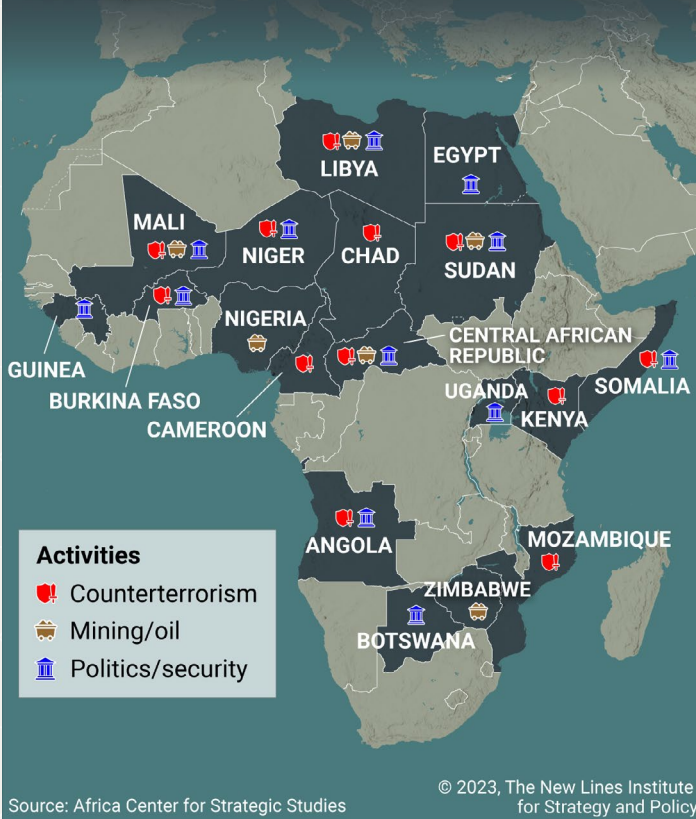 LIBYA
EGYPT
MALI
NIGER
CHAD
SUDAN
NIGERIA
CENTRAL AFRICAN
REPUBLIC
GUINEA
BURKINA FASO
CAMEROON
UGANDA
KENYA
SOMALIA
ANGOLA
MOZAMBIQUE
ZIMBABWE
BOTSWANA
Activities
Counterterrorism
Mining/oil
Politics/security
Source: Africa Center for Strategic Studies
© 2023, The New Lines Institute
for Strategy and Policy